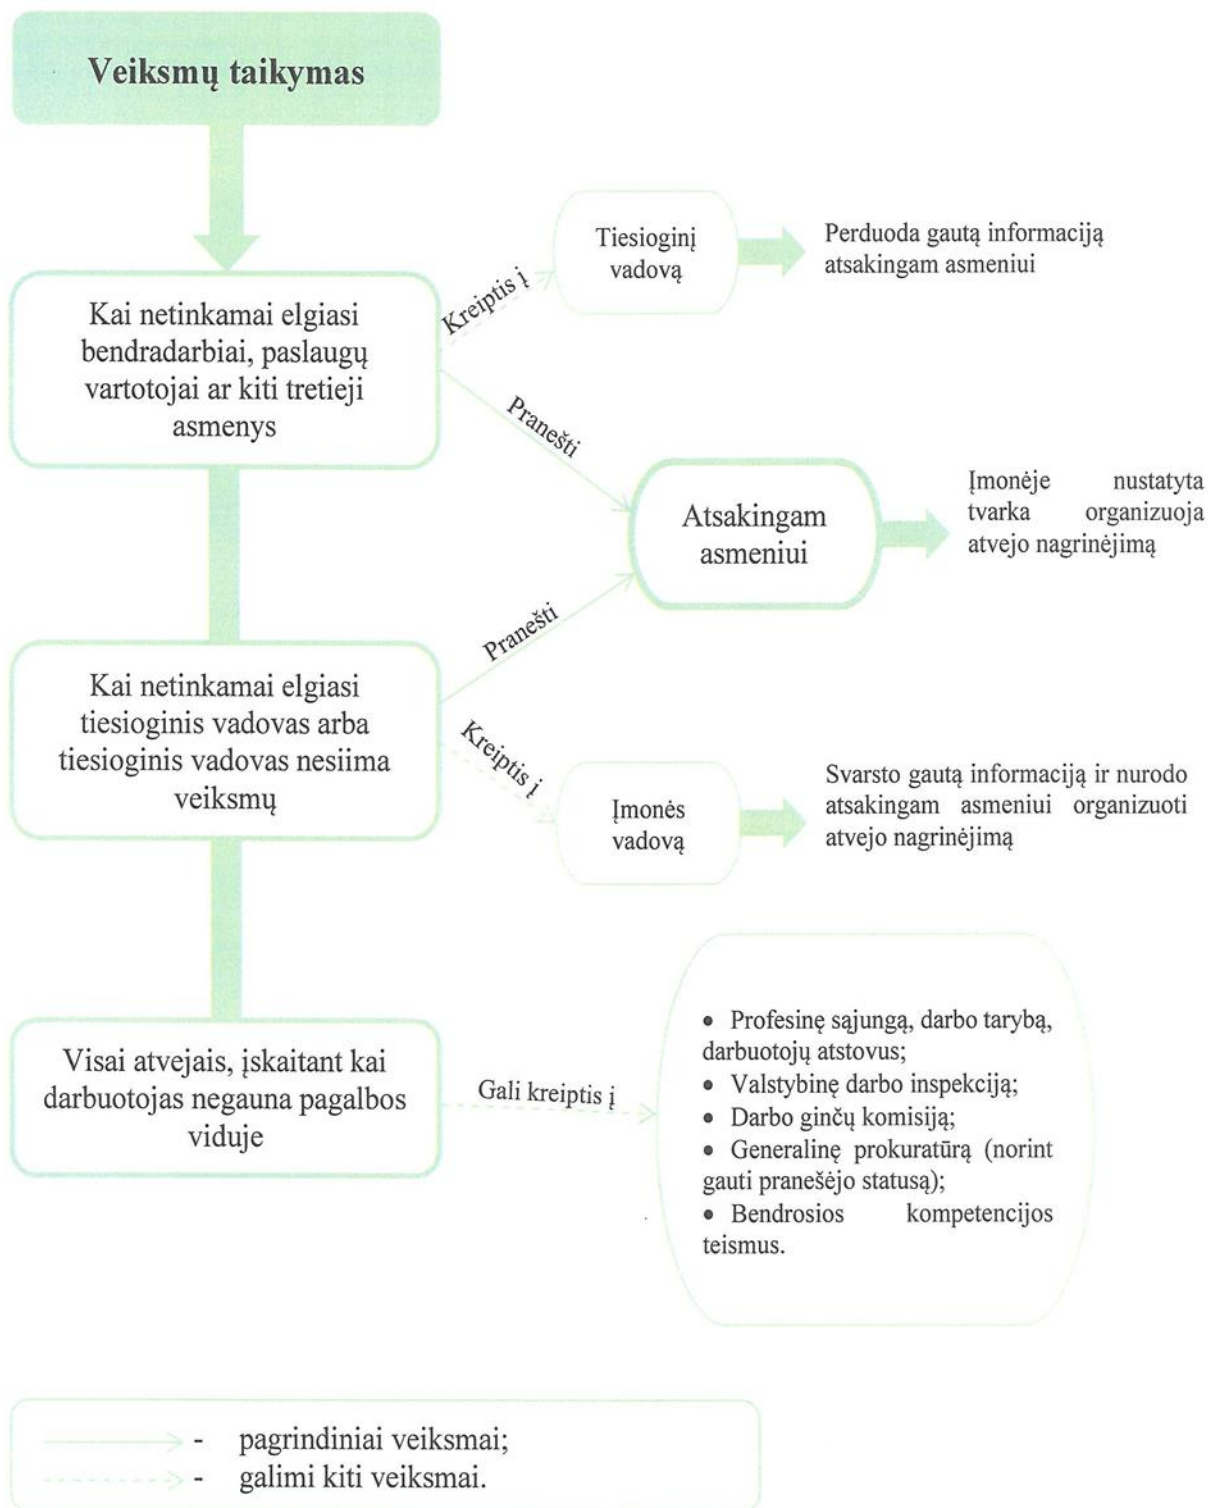 Veiksmų taikymas
Kai netinkamai elgiasi
bendradarbiai, paslaugų
vartotojai ar kiti tretieji
asmenys
Kreiptis į
Tiesioginį
vadovą
Perduoda gautą informaciją
atsakingam asmeniui
Pranešti
Atsakingam
asmeniui
Įmonėje nustatyta
tvarka organizuoja
atvejo nagrinėjimą
Pranešti
Kai netinkamai elgiasi
tiesioginis vadovas arba
tiesioginis vadovas nesiima
veiksmų
Kreiptis į
Įmonės
vadovą
Svarsto gautą informaciją ir nurodo
atsakingam asmeniui organizuoti
atvejo nagrinėjimą
Visai atvejais, įskaitant kai
darbuotojas negauna pagalbos
viduje
Gali kreiptis į
• Profesinę sąjungą, darbo tarybą,
darbuotojų atstovus;
• Valstybinę darbo inspekciją;
• Darbo ginčų komisiją;
• Generalinę prokuratūrą (norint
gauti pranešėjo statusą);
• Bendrosios kompetencijos
teismus.
- pagrindiniai veiksmai;
- galimi kiti veiksmai.